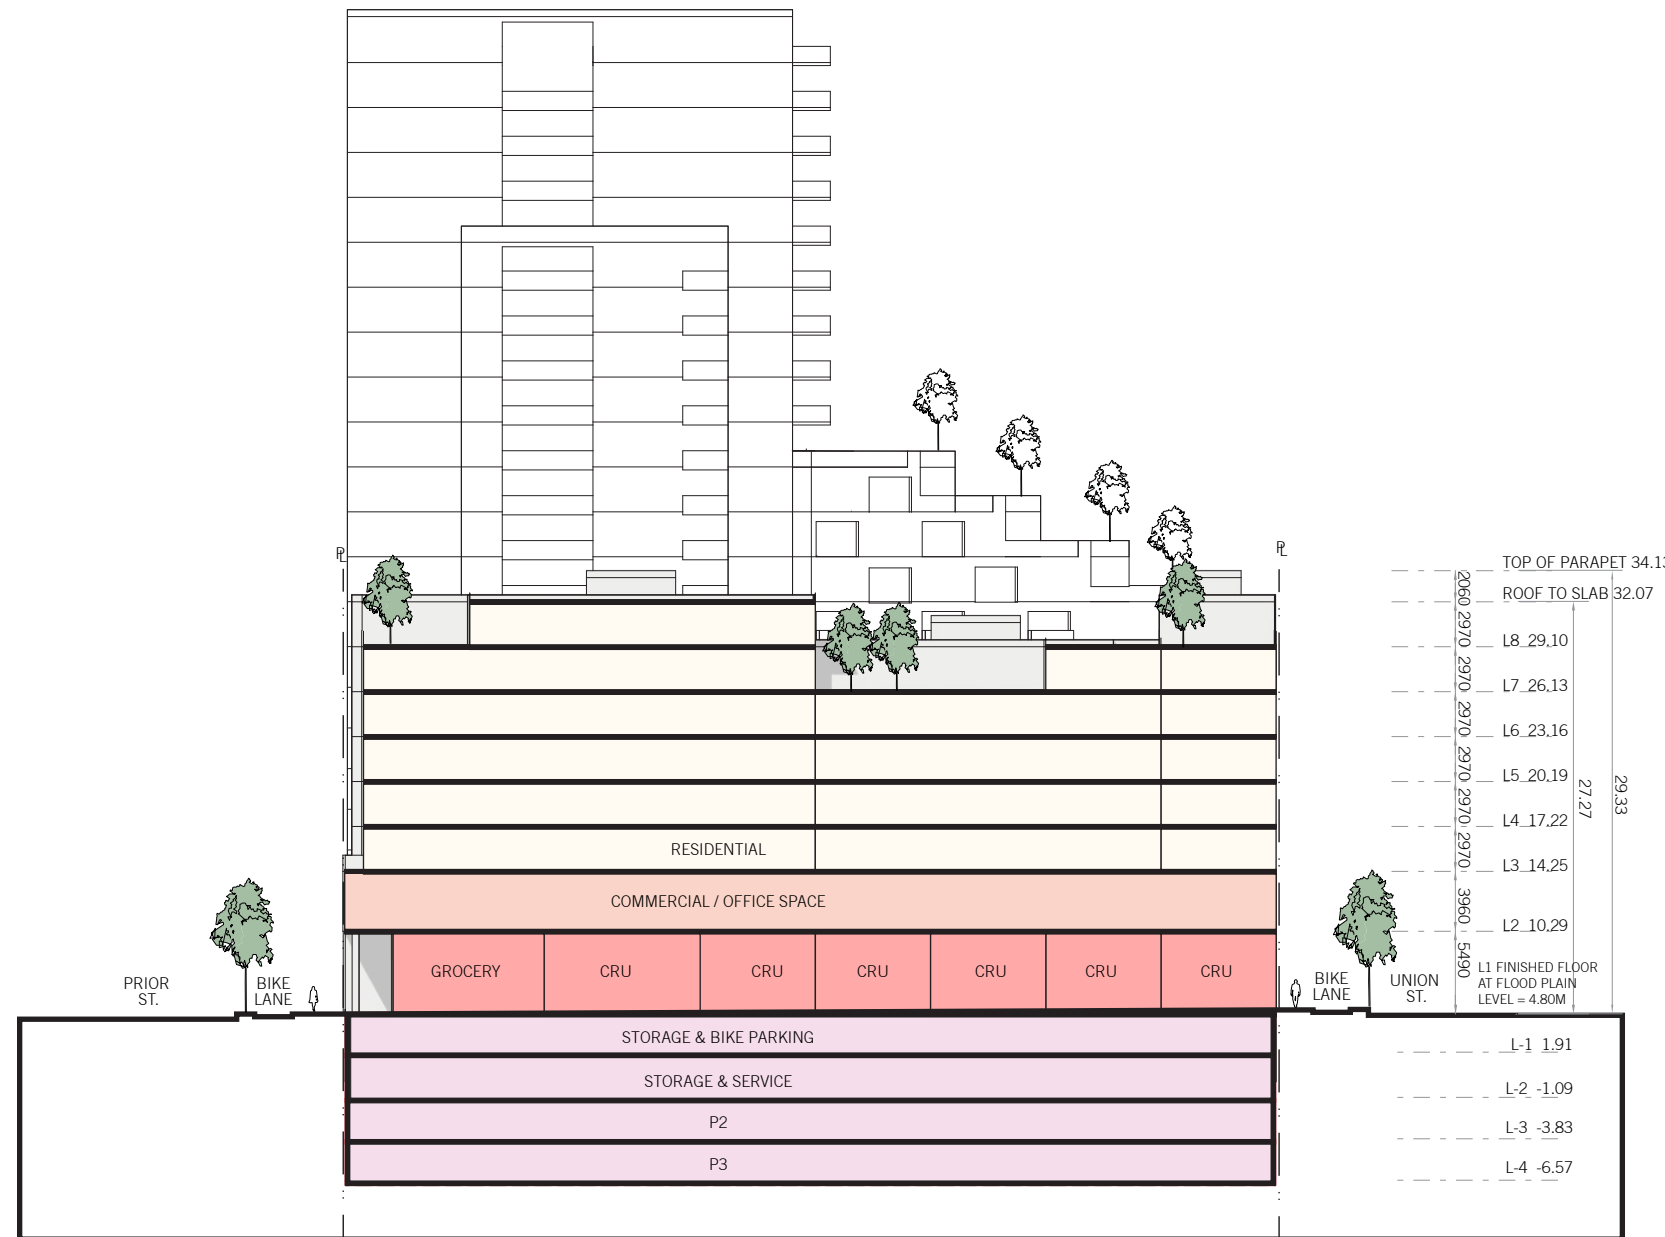 PL
PL
TOP OF PARAPET 34.13
ROOF TO SLAB 32.07
L8 29.10
L7 26.13
L6 23.16
L5 20.19
L4 17.22
L3 14.25
L2 10.29
2060
2970
2970
2970
2970
2970
2970
3960
5490
27.27
29.33
RESIDENTIAL
COMMERCIAL / OFFICE SPACE
GROCERY
CRU
CRU
CRU
CRU
CRU
CRU
PRIOR
ST.
BIKE
LANE
BIKE
LANE
UNION
ST.
L1 FINISHED FLOOR
AT FLOOD PLAIN
LEVEL = 4.80M
STORAGE & BIKE PARKING
STORAGE & SERVICE
P2
P3
L-1 1.91
L-2 -1.09
L-3 -3.83
L-4 -6.57